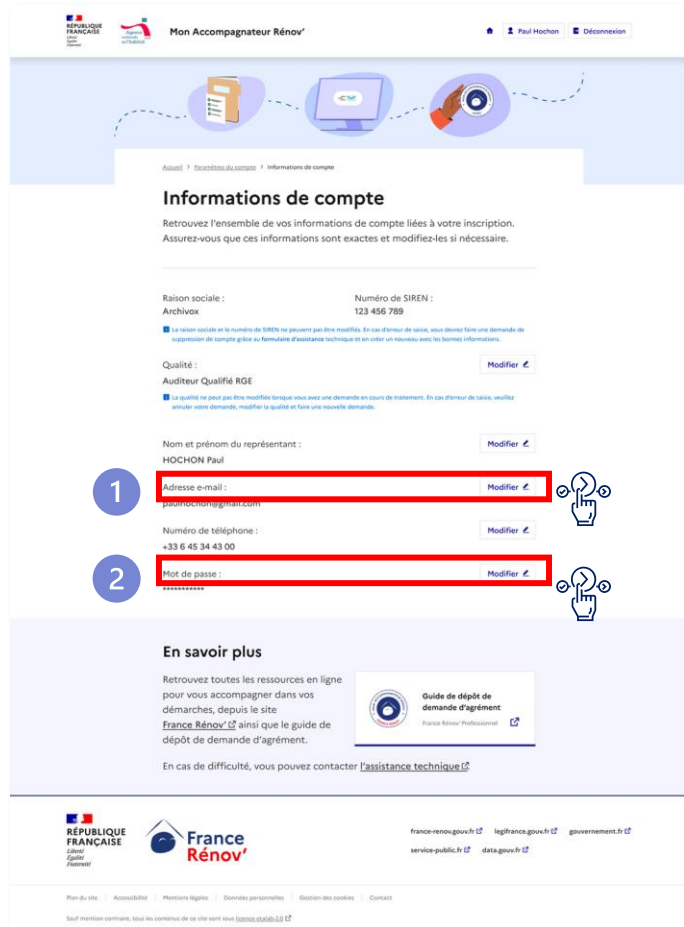 RÉPUBLIQUE
FRANÇAISE
Liberté
Égalité
Fraternité
Mon Accompagnateur Rénov'
Paul Hochon
Déconnexion
Accueil > Paramètres du compte > Informations de compte
Informations de compte
Retrouvez l'ensemble de vos informations de compte liées à votre inscription.
Assurez-vous que ces informations sont exactes et modifiez-les si nécessaire.
Raison sociale : Numéro de SIREN :
Archivox 123 456 789
La raison sociale et le numéro de SIREN ne peuvent pas être modifiés. En cas d'erreur de saisie, vous devrez faire une demande de
suppression de compte grâce au formulaire d'assistance technique et en créer un nouveau avec les bonnes informations.
Qualité : Modifier
Auditeur Qualifié RGE
La qualité ne peut pas être modifiée lorsque vous avez une demande en cours de traitement. En cas d'erreur de saisie, veuillez
annuler votre demande, modifier la qualité et faire une nouvelle demande.
Nom et prénom du représentant : Modifier
HOCHON Paul
1
Adresse e-mail : Modifier
paulhochon@gmail.com
Numéro de téléphone : Modifier
+33 6 45 34 43 00
2
Mot de passe : Modifier
***********
En savoir plus
Retrouvez toutes les ressources en ligne
pour vous accompagner dans vos
démarches, depuis le site
France Rénov' ainsi que le guide de
dépôt de demande d'agrément.
Guide de dépôt de
demande d'agrément
France Rénov' Professionnel
En cas de difficulté, vous pouvez contacter l'assistance technique.
RÉPUBLIQUE
FRANÇAISE
Liberté
Égalité
Fraternité
France
Rénov'
france-renov.gouv.fr legifrance.gouv.fr gouvernement.fr
service-public.fr data.gouv.fr
Plan du site | Accessibilité | Mentions légales | Données personnelles | Gestion des cookies | Contact
Sauf mention contraire, tous les contenus de ce site sont sous licence etalab-2.0